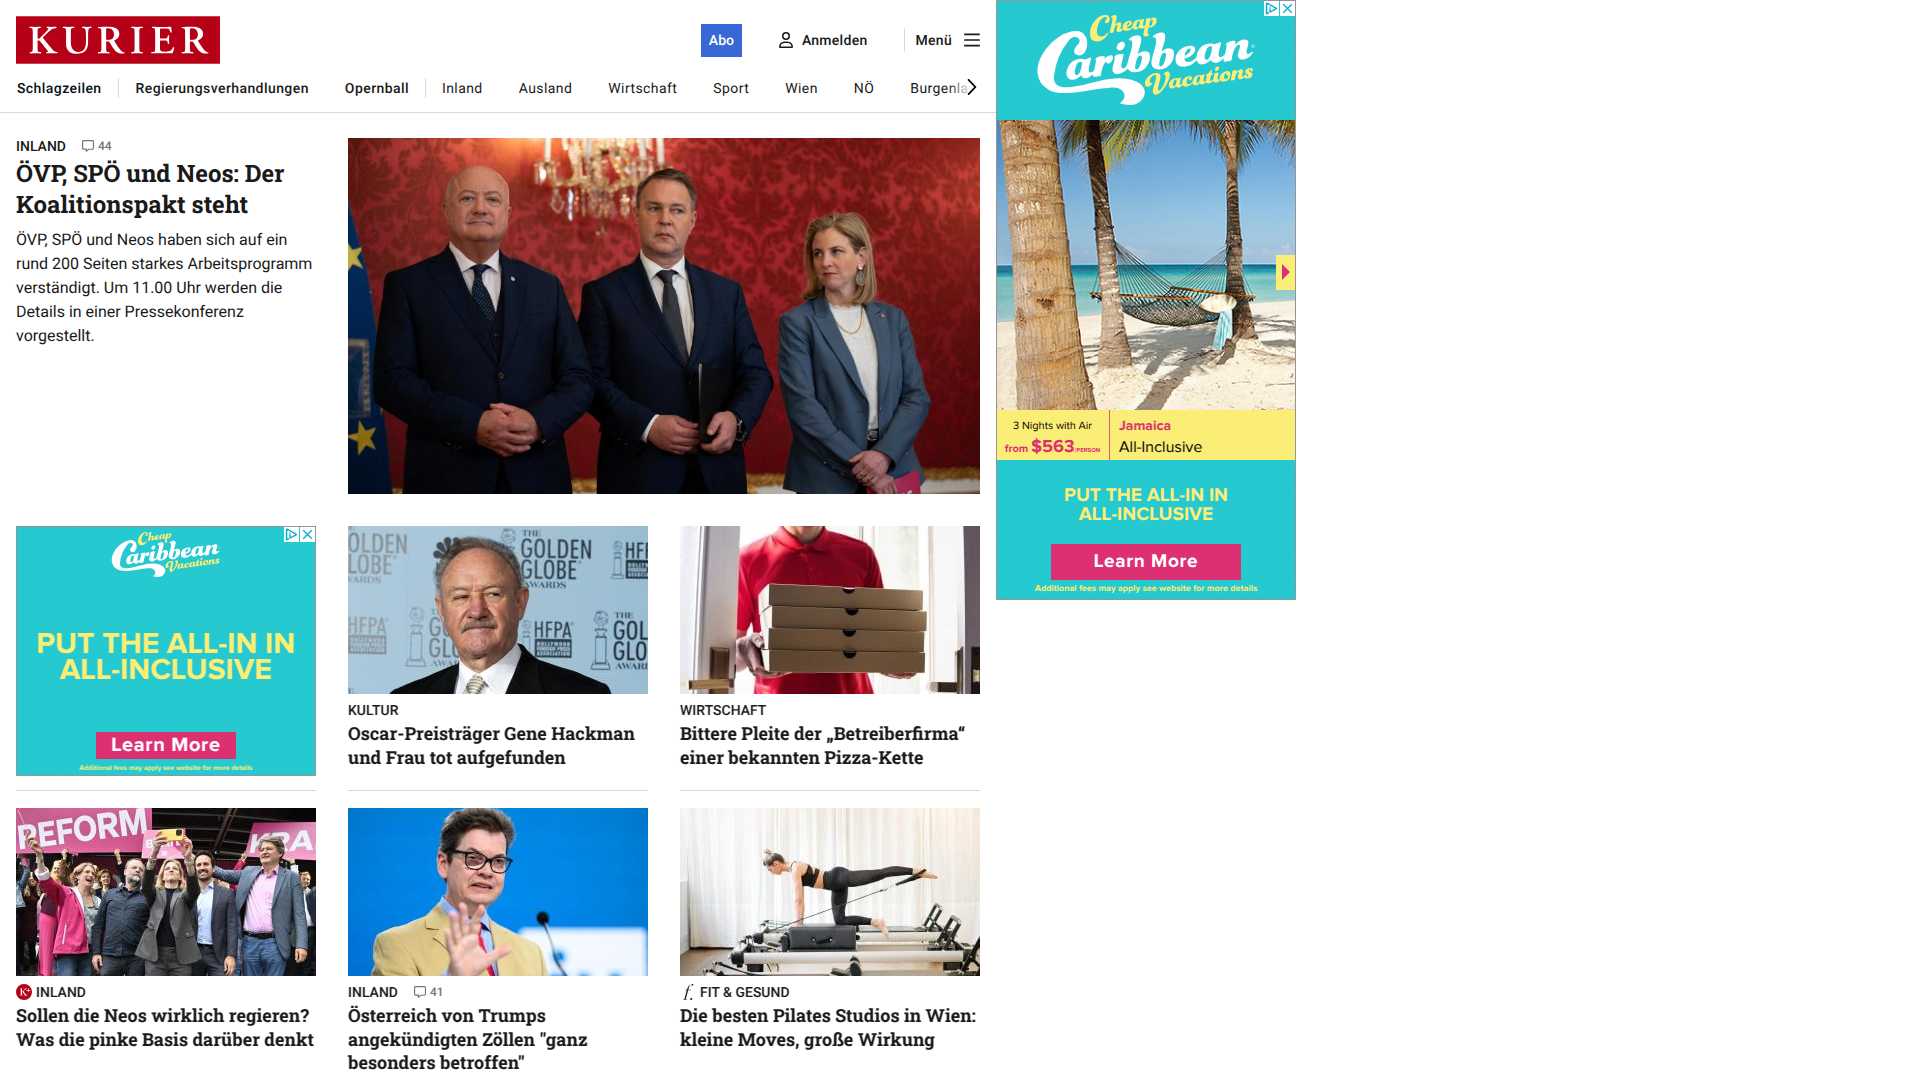 KURIER
Abo
Anmelden
Menü
Schlagzeilen
Regierungsverhandlungen
Opernball
Inland
Ausland
Wirtschaft
Sport
Wien
NÖ
Burgenla
INLAND 44
ÖVP, SPÖ und Neos: Der
Koalitionspakt steht
ÖVP, SPÖ und Neos haben sich auf ein
rund 200 Seiten starkes Arbeitsprogramm
verständigt. Um 11.00 Uhr werden die
Details in einer Pressekonferenz
vorgestellt.
Cheap
Caribbean
Vacations
3 Nights with Air
from $563/PERSON
Jamaica
All-Inclusive
PUT THE ALL-IN IN
ALL-INCLUSIVE
Learn More
Additional fees may apply see website for more details
Cheap
Caribbean
Vacations
PUT THE ALL-IN IN
ALL-INCLUSIVE
Learn More
Additional fees may apply see website for more details
THE
GOLDEN
GLOBE
AWARDS
HFPA
KULTUR
Oscar-Preisträger Gene Hackman
und Frau tot aufgefunden
WIRTSCHAFT
Bittere Pleite der „Betreiberfirma“
einer bekannten Pizza-Kette
REFORM
KRA
K+ INLAND
Sollen die Neos wirklich regieren?
Was die pinke Basis darüber denkt
INLAND 41
Österreich von Trumps
angekündigten Zöllen "ganz
besonders betroffen"
f. FIT & GESUND
Die besten Pilates Studios in Wien:
kleine Moves, große Wirkung